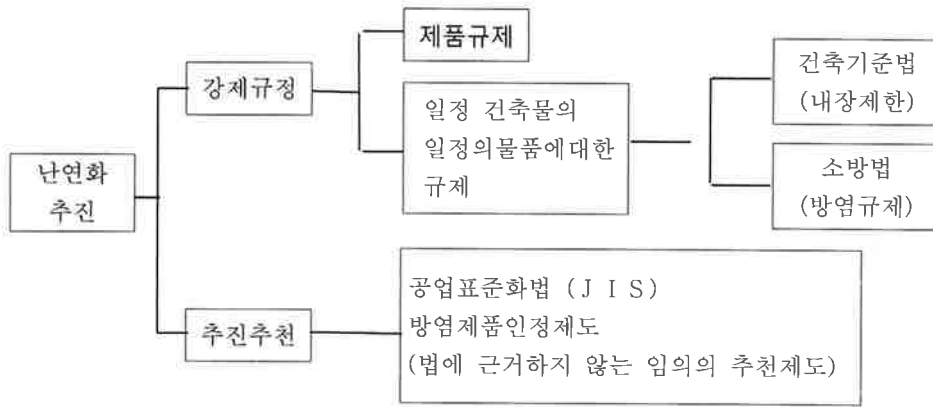 난연화
추진
강제규정
제품규제
일정 건축물의
일정의물품에대한
규제
건축기준법
(내장제한)
소방법
(방염규제)
추진추천
공업표준화법 (J I S)
방염제품인정제도
(법에 근거하지 않는 임의의 추천제도)